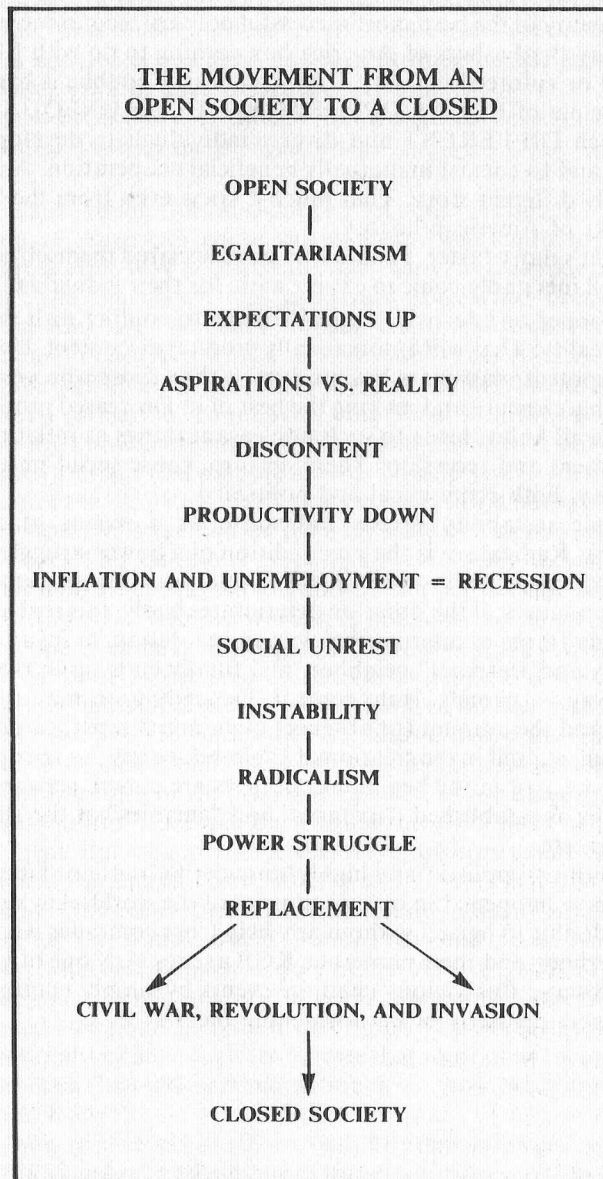 THE MOVEMENT FROM AN
OPEN SOCIETY TO A CLOSED
OPEN SOCIETY
EGALITARIANISM
EXPECTATIONS UP
ASPIRATIONS VS. REALITY
DISCONTENT
PRODUCTIVITY DOWN
INFLATION AND UNEMPLOYMENT = RECESSION
SOCIAL UNREST
INSTABILITY
RADICALISM
POWER STRUGGLE
REPLACEMENT
CIVIL WAR, REVOLUTION, AND INVASION
CLOSED SOCIETY